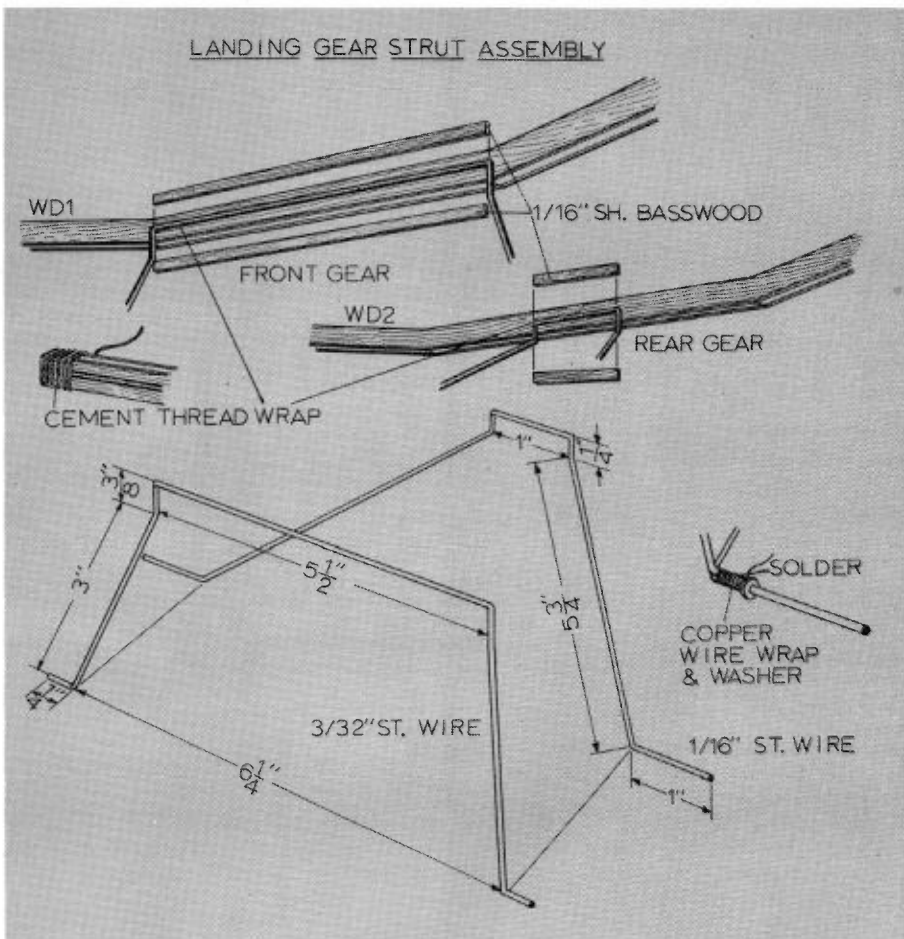 LANDING GEAR STRUT ASSEMBLY
WD1
1/16" SH. BASSWOOD
FRONT GEAR
WD2
REAR GEAR
CEMENT THREAD WRAP
1"
1/4"
3/8"
3"
5 1/2"
5 3/4"
SOLDER
COPPER
WIRE WRAP
& WASHER
1/4"
3/32" ST. WIRE
1/16" ST. WIRE
6 1/4"
1"